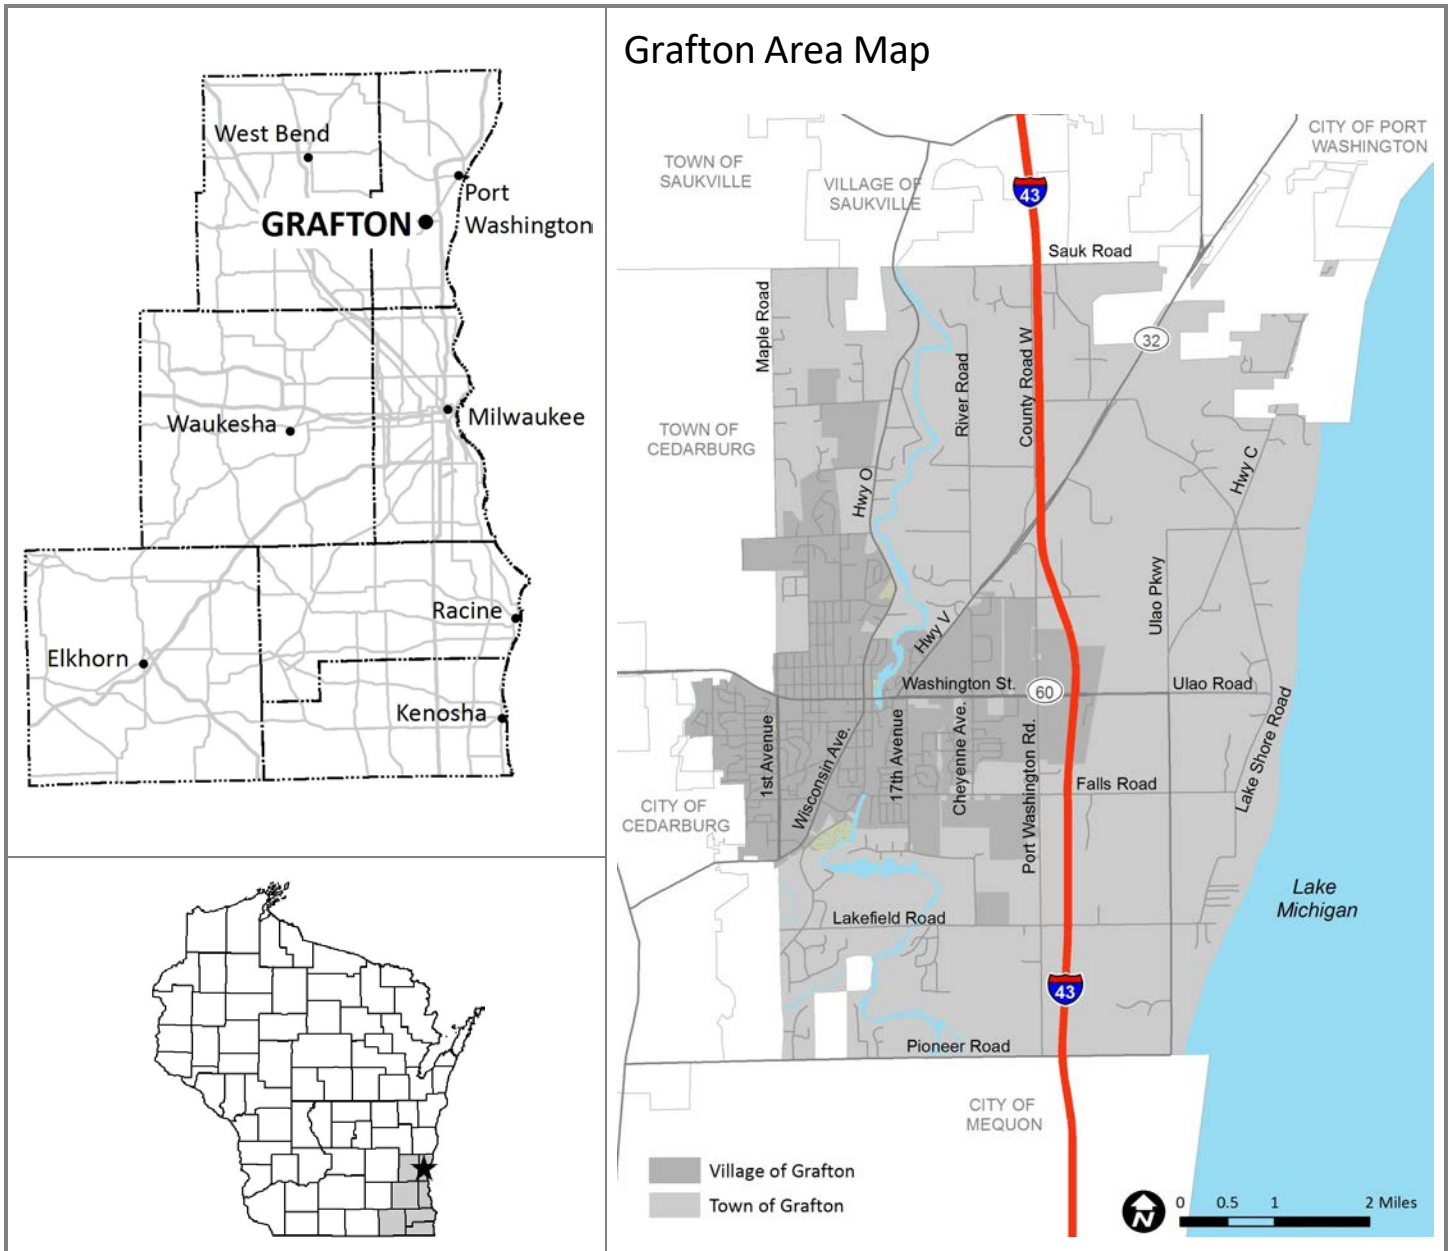 Grafton Area Map
West Bend
Port
Washington
GRAFTON
Waukesha
Milwaukee
Racine
Elkhorn
Kenosha
CITY OF PORT
WASHINGTON
TOWN OF
SAUKVILLE
VILLAGE OF
SAUKVILLE
43
Sauk Road
Maple Road
32
River Road
County Road W
TOWN OF
CEDARBURG
Hwy O
Hwy C
Ulao Pkwy
Hwy V
Washington St.
60
Ulao Road
1st Avenue
Wisconsin Ave.
17th Avenue
Cheyenne Ave.
Port Washington Rd.
Falls Road
Lake Shore Road
CITY OF
CEDARBURG
Lake
Michigan
Lakefield Road
43
Pioneer Road
CITY OF
MEQUON
Village of Grafton
Town of Grafton
N
0 0.5 1 2 Miles